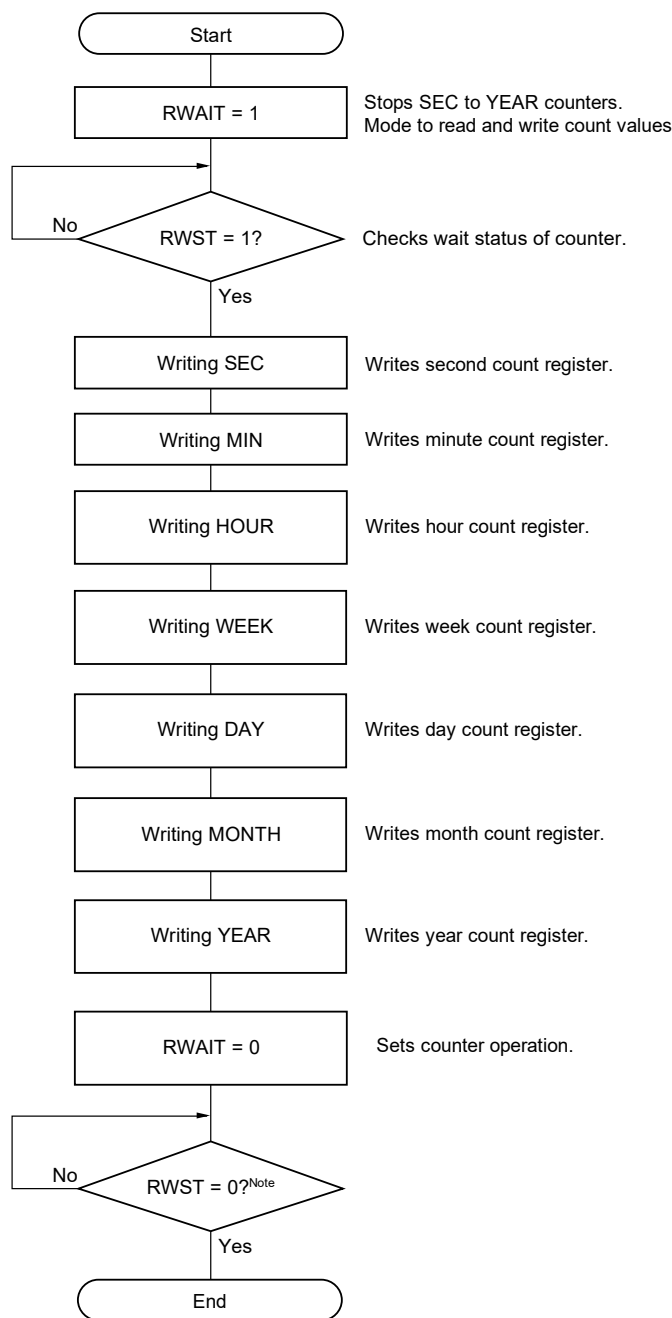 Start
RWAIT = 1
Stops SEC to YEAR counters.
Mode to read and write count values
No
RWST = 1?
Checks wait status of counter.
Yes
Writing SEC
Writes second count register.
Writing MIN
Writes minute count register.
Writing HOUR
Writes hour count register.
Writing WEEK
Writes week count register.
Writing DAY
Writes day count register.
Writing MONTH
Writes month count register.
Writing YEAR
Writes year count register.
RWAIT = 0
Sets counter operation.
No
RWST = 0?Note
Yes
End